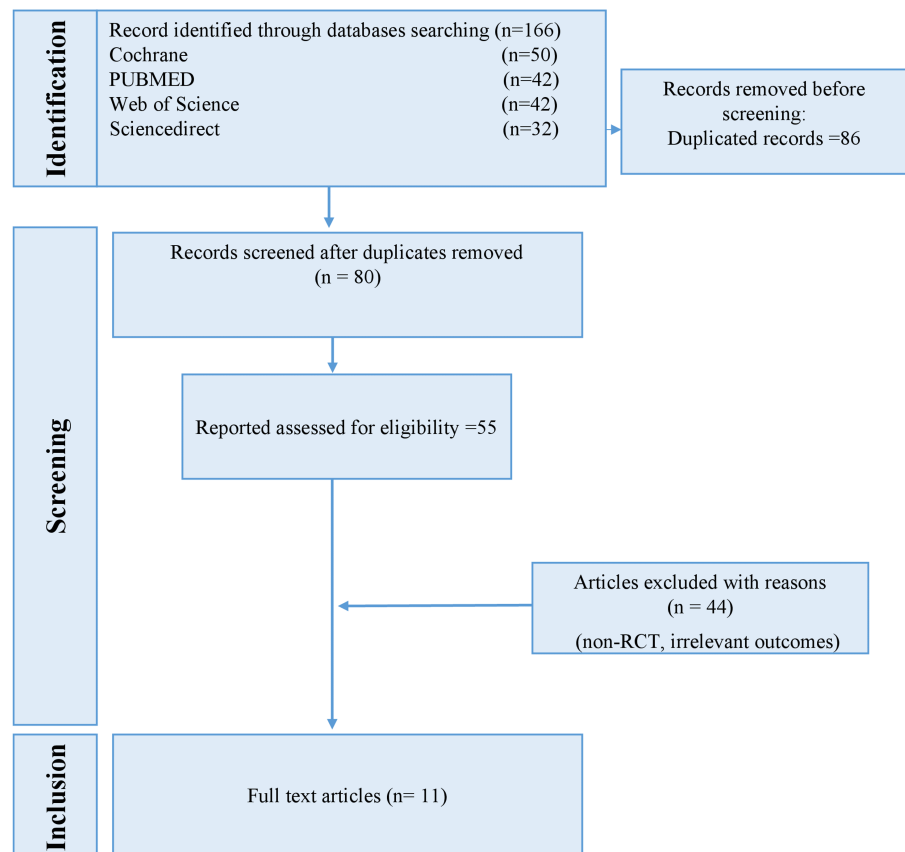 Identification
Record identified through databases searching (n=166)
Cochrane (n=50)
PUBMED (n=42)
Web of Science (n=42)
Sciencedirect (n=32)
Records removed before
screening:
Duplicated records =86
Screening
Records screened after duplicates removed
(n = 80)
Reported assessed for eligibility =55
Articles excluded with reasons
(n = 44)
(non-RCT, irrelevant outcomes)
Inclusion
Full text articles (n= 11)